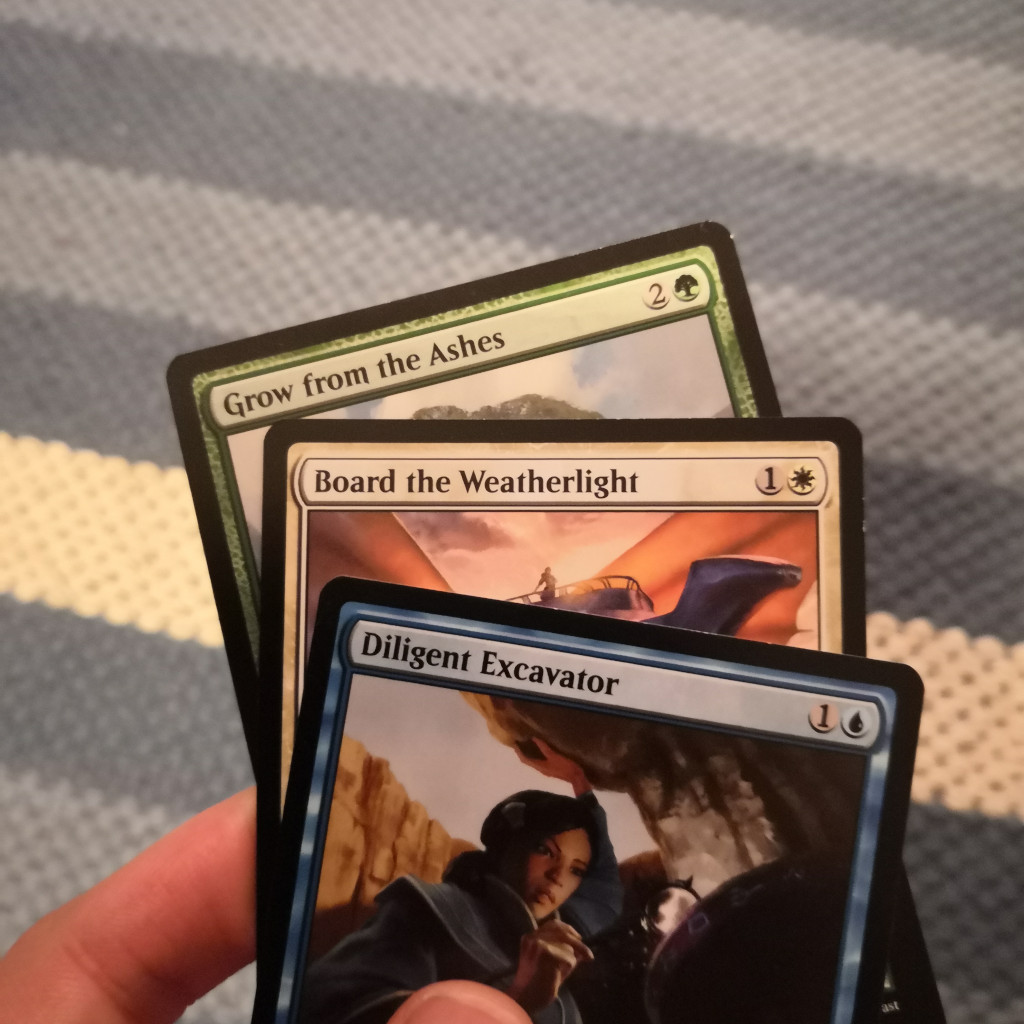 Grow from the Ashes 2
Board the Weatherlight 1
Diligent Excavator 1